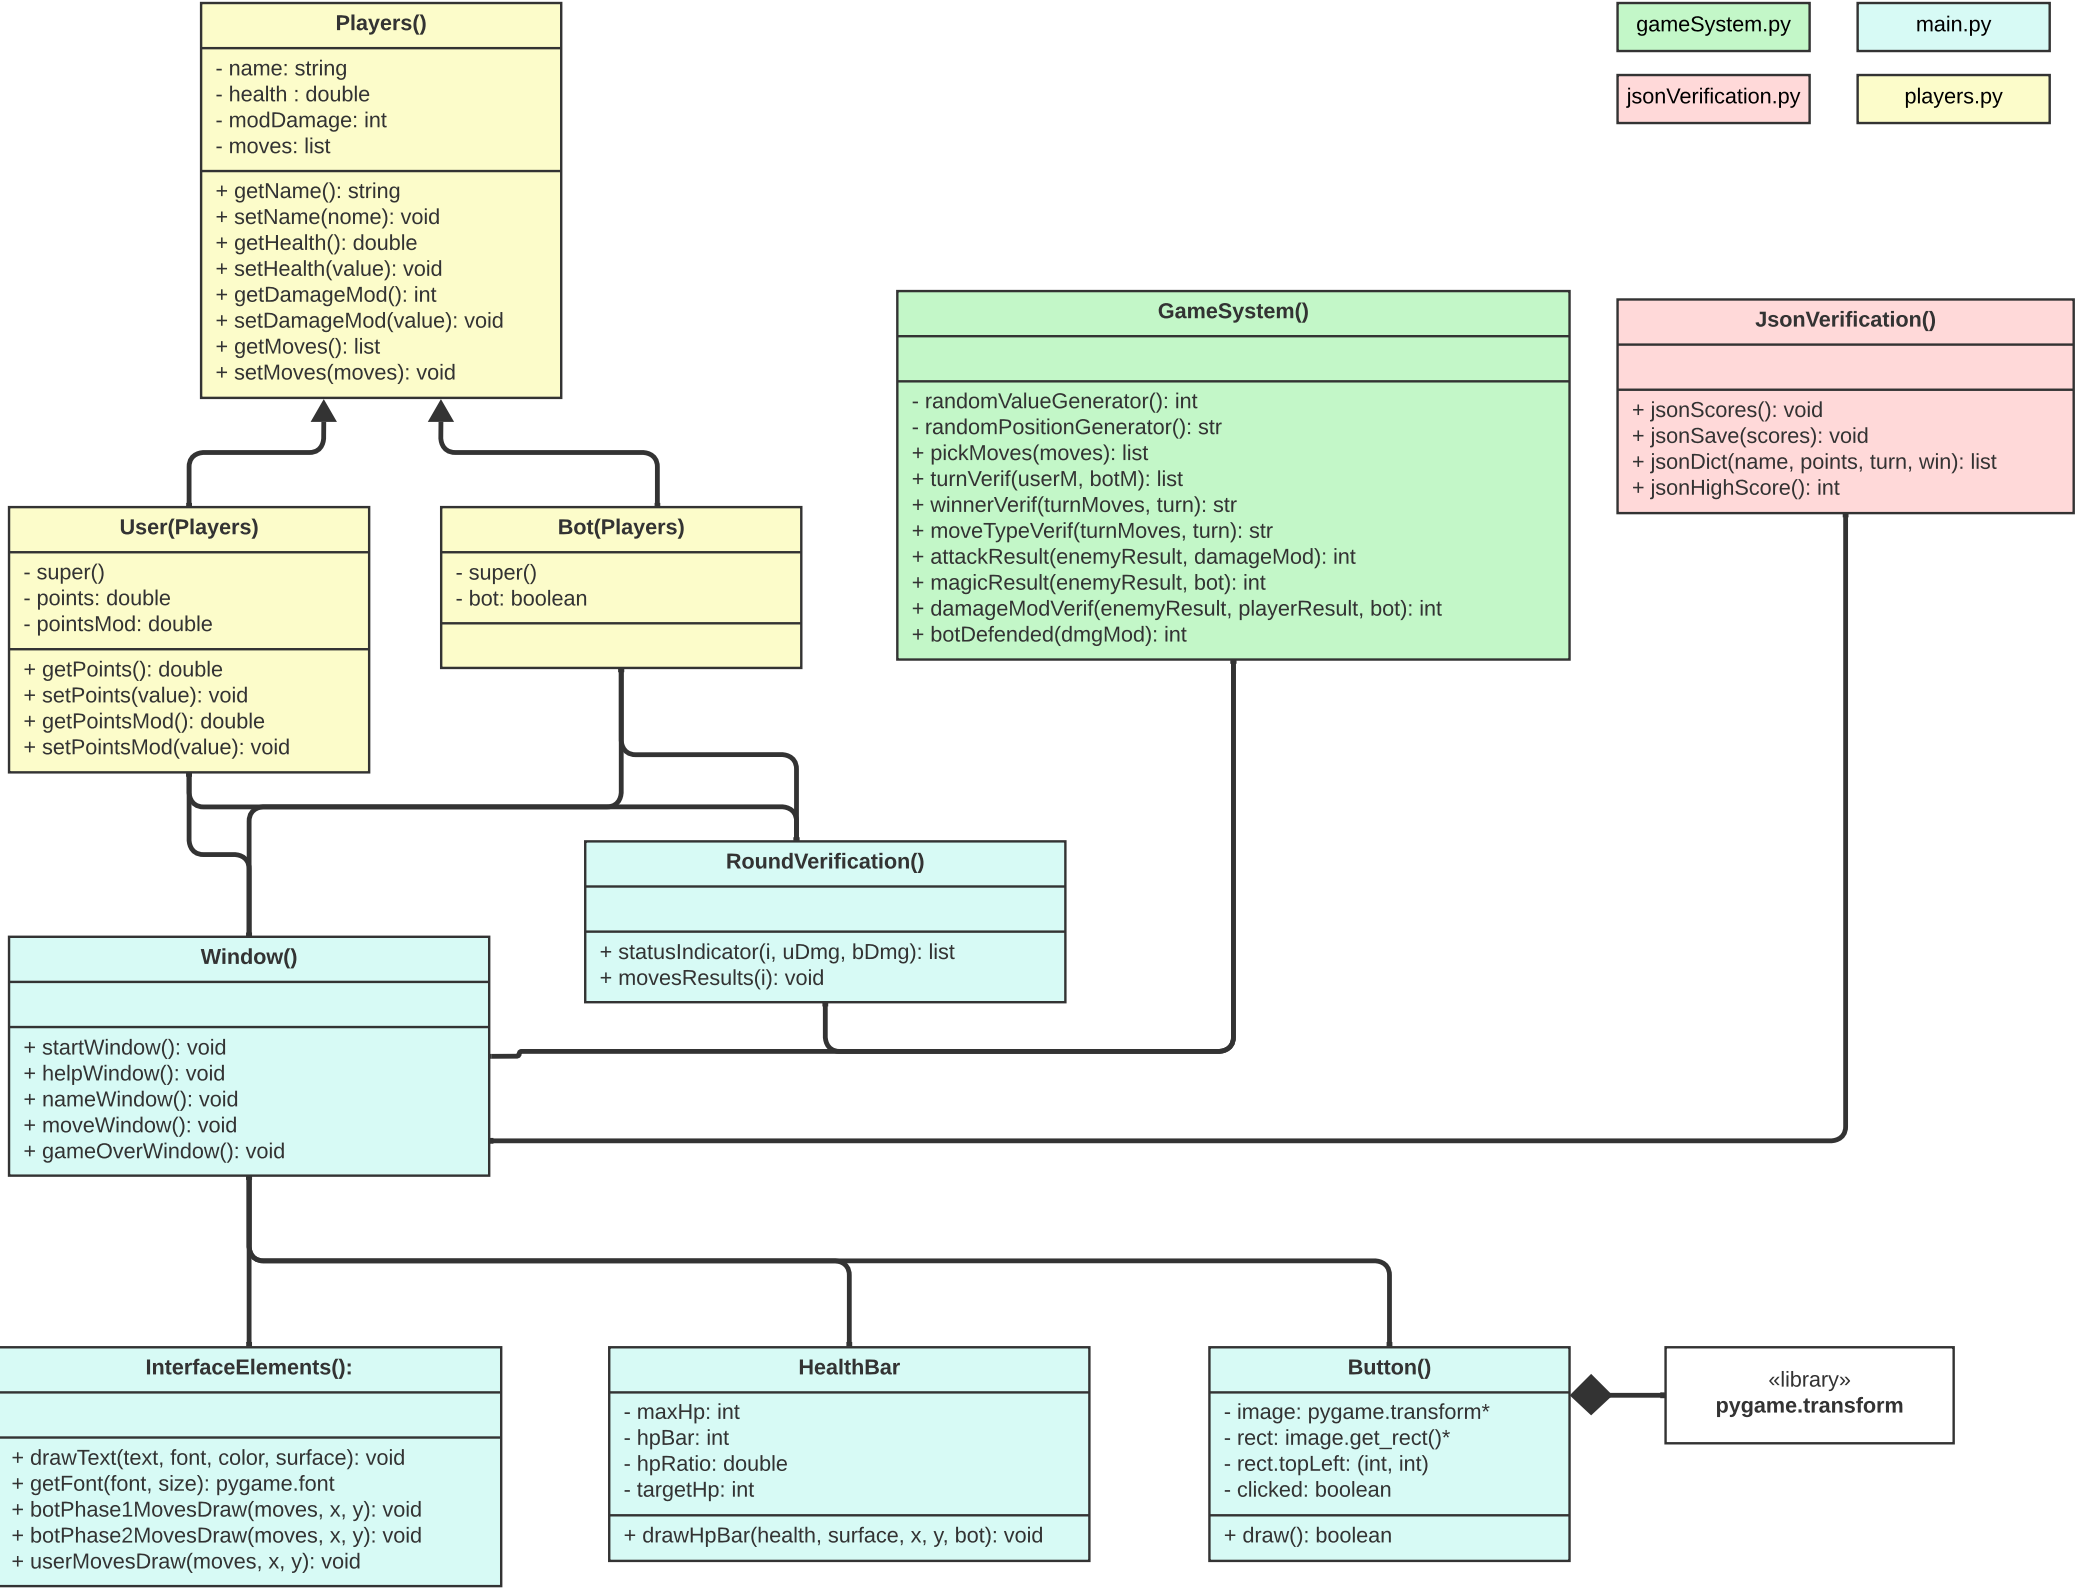 Players()
- name: string
- health : double
- modDamage: int
- moves: list
+ getName(): string
+ setName(nome): void
+ getHealth(): double
+ setHealth(value): void
+ getDamageMod(): int
+ setDamageMod(value): void
+ getMoves(): list
+ setMoves(moves): void
gameSystem.py
main.py
jsonVerification.py
players.py
GameSystem()
- randomValueGenerator(): int
- randomPositionGenerator(): str
+ pickMoves(moves): list
+ turnVerif(userM, botM): list
+ winnerVerif(turnMoves, turn): str
+ moveTypeVerif(turnMoves, turn): str
+ attackResult(enemyResult, damageMod): int
+ magicResult(enemyResult, bot): int
+ damageModVerif(enemyResult, playerResult, bot): int
+ botDefended(dmgMod): int
JsonVerification()
+ jsonScores(): void
+ jsonSave(scores): void
+ jsonDict(name, points, turn, win): list
+ jsonHighScore(): int
User(Players)
- super()
- points: double
- pointsMod: double
+ getPoints(): double
+ setPoints(value): void
+ getPointsMod(): double
+ setPointsMod(value): void
Bot(Players)
- super()
- bot: boolean
RoundVerification()
+ statusIndicator(i, uDmg, bDmg): list
+ movesResults(i): void
Window()
+ startWindow(): void
+ helpWindow(): void
+ nameWindow(): void
+ moveWindow(): void
+ gameOverWindow(): void
InterfaceElements():
+ drawText(text, font, color, surface): void
+ getFont(font, size): pygame.font
+ botPhase1MovesDraw(moves, x, y): void
+ botPhase2MovesDraw(moves, x, y): void
+ userMovesDraw(moves, x, y): void
HealthBar
- maxHp: int
- hpBar: int
- hpRatio: double
- targetHp: int
+ drawHpBar(health, surface, x, y, bot): void
Button()
- image: pygame.transform*
- rect: image.get_rect()*
- rect.topLeft: (int, int)
- clicked: boolean
+ draw(): boolean
«library»
pygame.transform